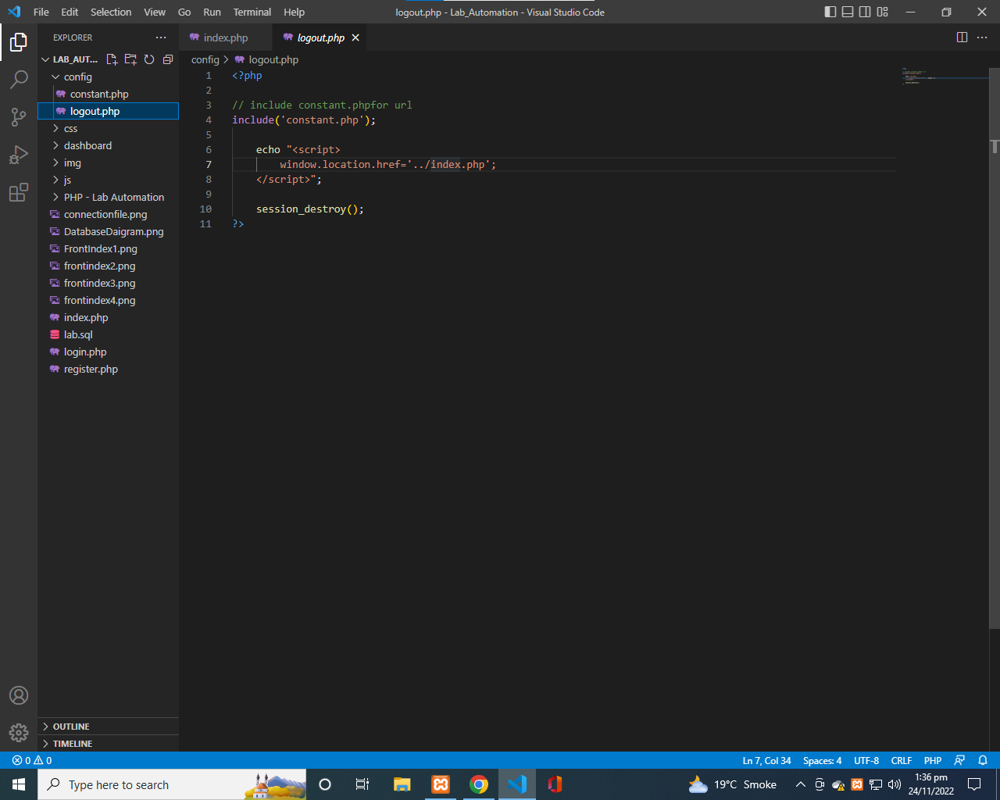 File Edit Selection View Go Run Terminal Help
logout.php - Lab_Automation - Visual Studio Code
EXPLORER
index.php
logout.php
LAB_AUT...
config > logout.php
config
constant.php
logout.php
css
dashboard
img
js
PHP - Lab Automation
connectionfile.png
DatabaseDaigram.png
FrontIndex1.png
frontindex2.png
frontindex3.png
frontindex4.png
index.php
lab.sql
login.php
register.php
OUTLINE
TIMELINE
1 <?php
2
3 // include constant.phpfor url
4 include('constant.php');
5
6 echo "<script>
7 window.location.href='../index.php';
8 </script>";
9
10 session_destroy();
11 ?>
0 0
Ln 7, Col 34 Spaces: 4 UTF-8 CRLF PHP
Type here to search
19°C Smoke
1:36 pm
24/11/2022